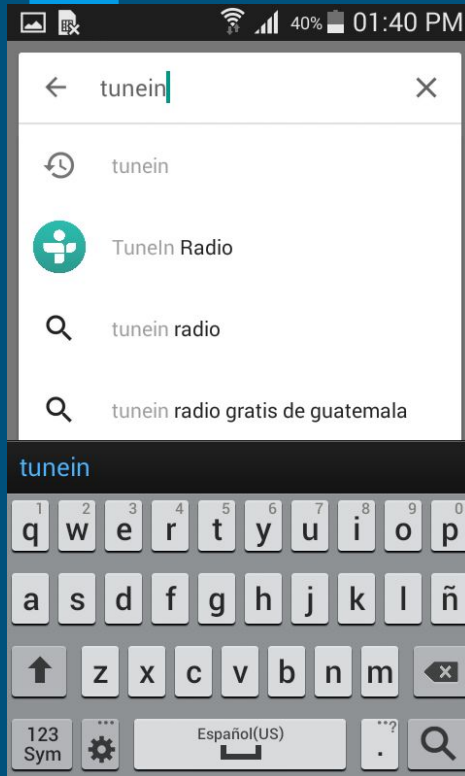 40% 01:40 PM
tunein
tunein
TuneIn Radio
tunein radio
tunein radio gratis de guatemala
tunein
1 2 3 4 5 6 7 8 9 0
q w e r t y u i o p
a s d f g h j k l ñ
z x c v b n m
123 Sym Español(US) . ?